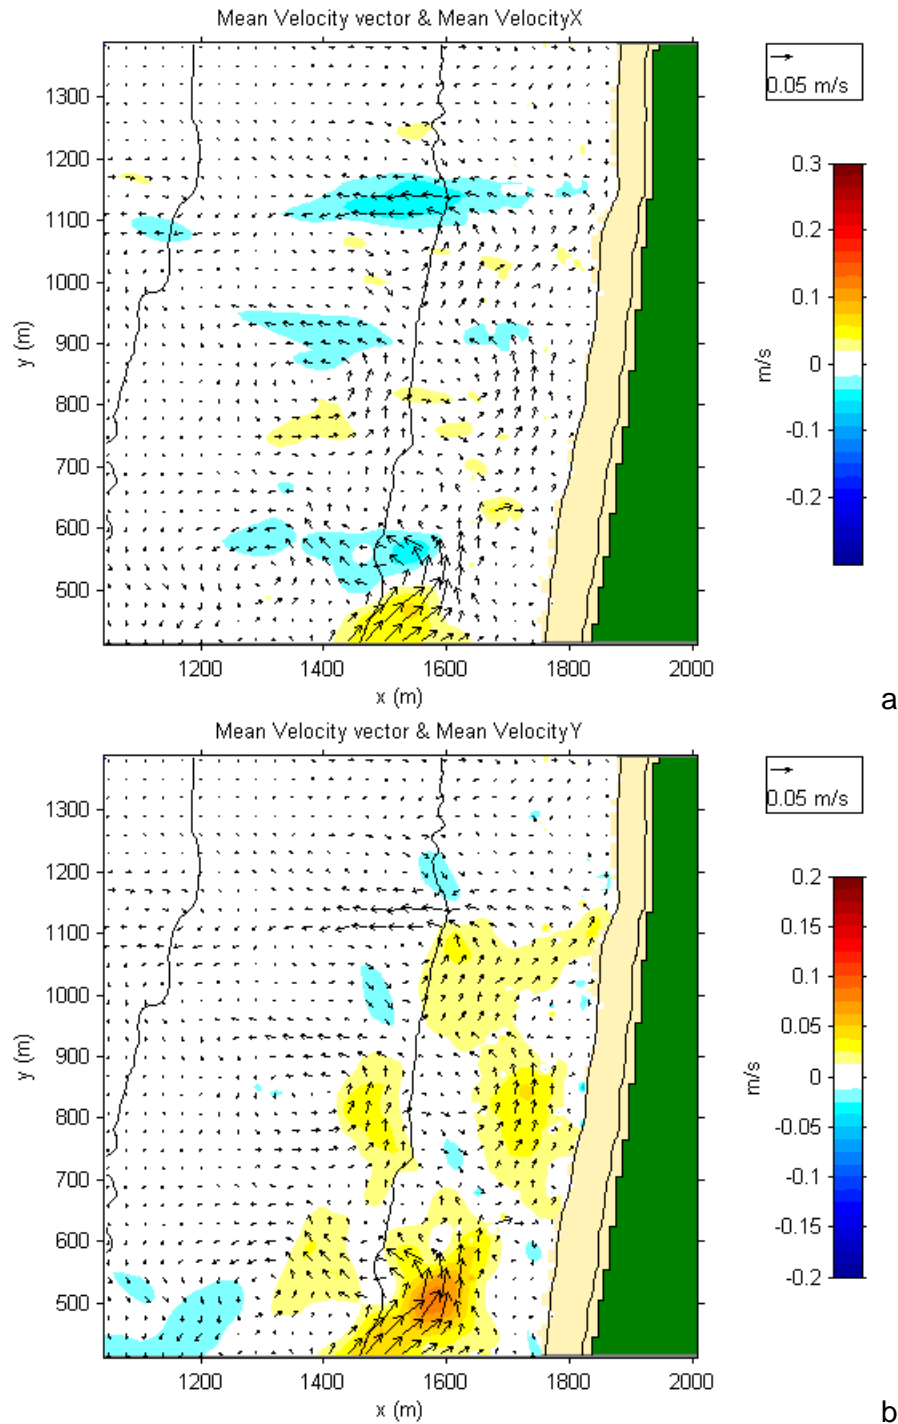 Mean Velocity vector & Mean VelocityX
0.05 m/s
1300
1200
1100
1000
900
800
700
600
500
y (m)
1200 1400 1600 1800 2000
x (m)
0.3
0.2
0.1
0
-0.1
-0.2
m/s
a
Mean Velocity vector & Mean VelocityY
0.05 m/s
1300
1200
1100
1000
900
800
700
600
500
y (m)
1200 1400 1600 1800 2000
x (m)
0.2
0.15
0.1
0.05
0
-0.05
-0.1
-0.15
-0.2
m/s
b